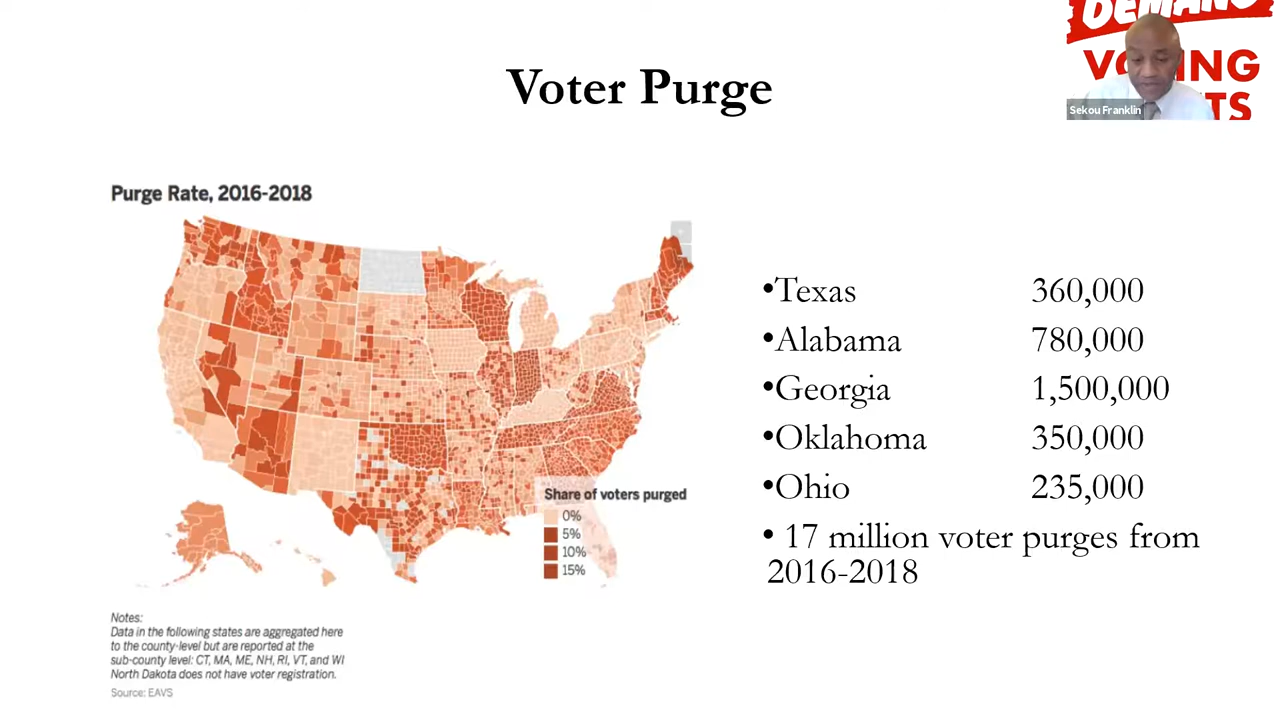 DEMAND
Voter Purge
Sekou Franklin
Purge Rate, 2016-2018
•Texas 360,000
•Alabama 780,000
•Georgia 1,500,000
•Oklahoma 350,000
•Ohio 235,000
• 17 million voter purges from
2016-2018
Share of voters purged
0%
5%
10%
15%
Notes:
Data in the following states are aggregated here
to the county-level but are reported at the
sub-county level: CT, MA, ME, NH, RI, VT, and WI
North Dakota does not have voter registration.
Source: EAVS